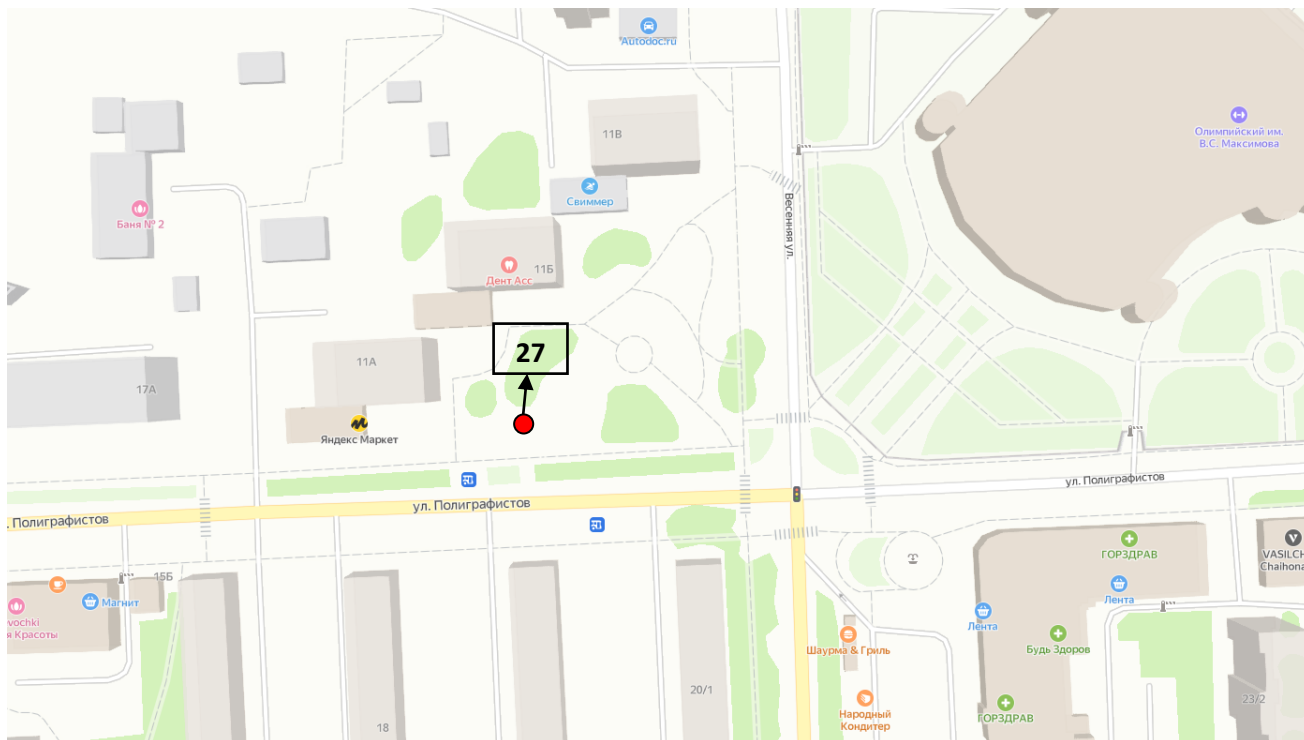 Autodoc.ru
11В
Олимпийский им.
В.С. Максимова
Свиммер
Баня № 2
Весенняя ул.
11Б
Дент Асс
27
11А
17А
Яндекс Маркет
ул. Полиграфистов
ул. Полиграфистов
. Полиграфистов
ГОРЗДРАВ
VASILCH
Chaihona
15Б
Магнит
vochki
я Красоты
Лента
Лента
Шаурма & Гриль
Будь Здоров
20/1
23/2
18
Народный
Кондитер
ГОРЗДРАВ